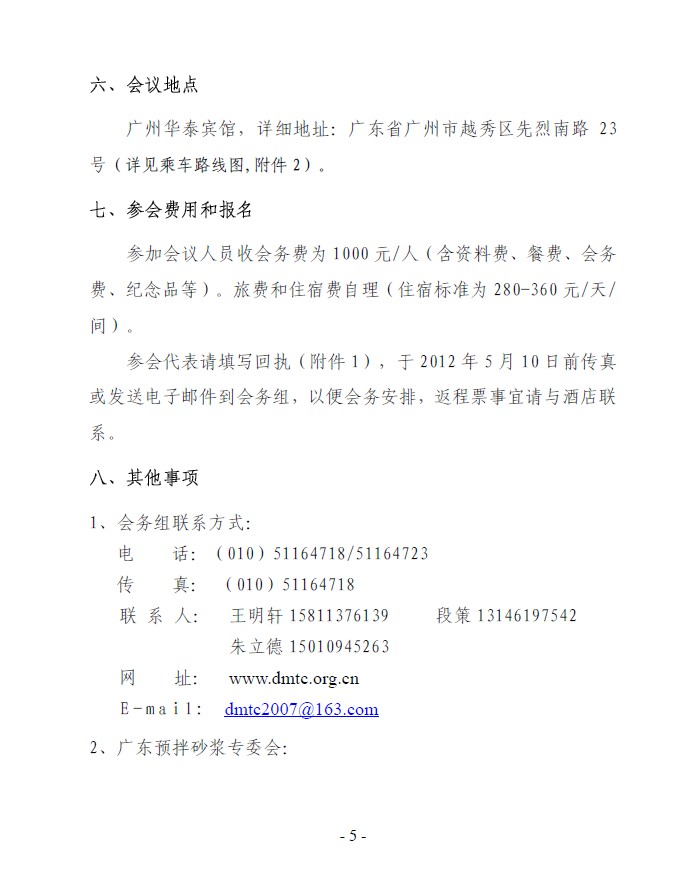 六、会议地点
广州华泰宾馆，详细地址：广东省广州市越秀区先烈南路 23
号（详见乘车路线图,附件 2）。
七、参会费用和报名
参加会议人员收会务费为 1000 元/人（含资料费、餐费、会务
费、纪念品等）。旅费和住宿费自理（住宿标准为 280-360 元/天/
间）。
参会代表请填写回执（附件 1），于 2012 年 5 月 10 日前传真
或发送电子邮件到会务组，以便会务安排，返程票事宜请与酒店联
系。
八、其他事项
1、会务组联系方式：
电 话：（010）51164718/51164723
传 真： （010）51164718
联 系 人： 王明轩 15811376139 段策 13146197542
朱立德 15010945263
网 址： www.dmtc.org.cn
E-mail： dmtc2007@163.com
2、广东预拌砂浆专委会：
- 5 -